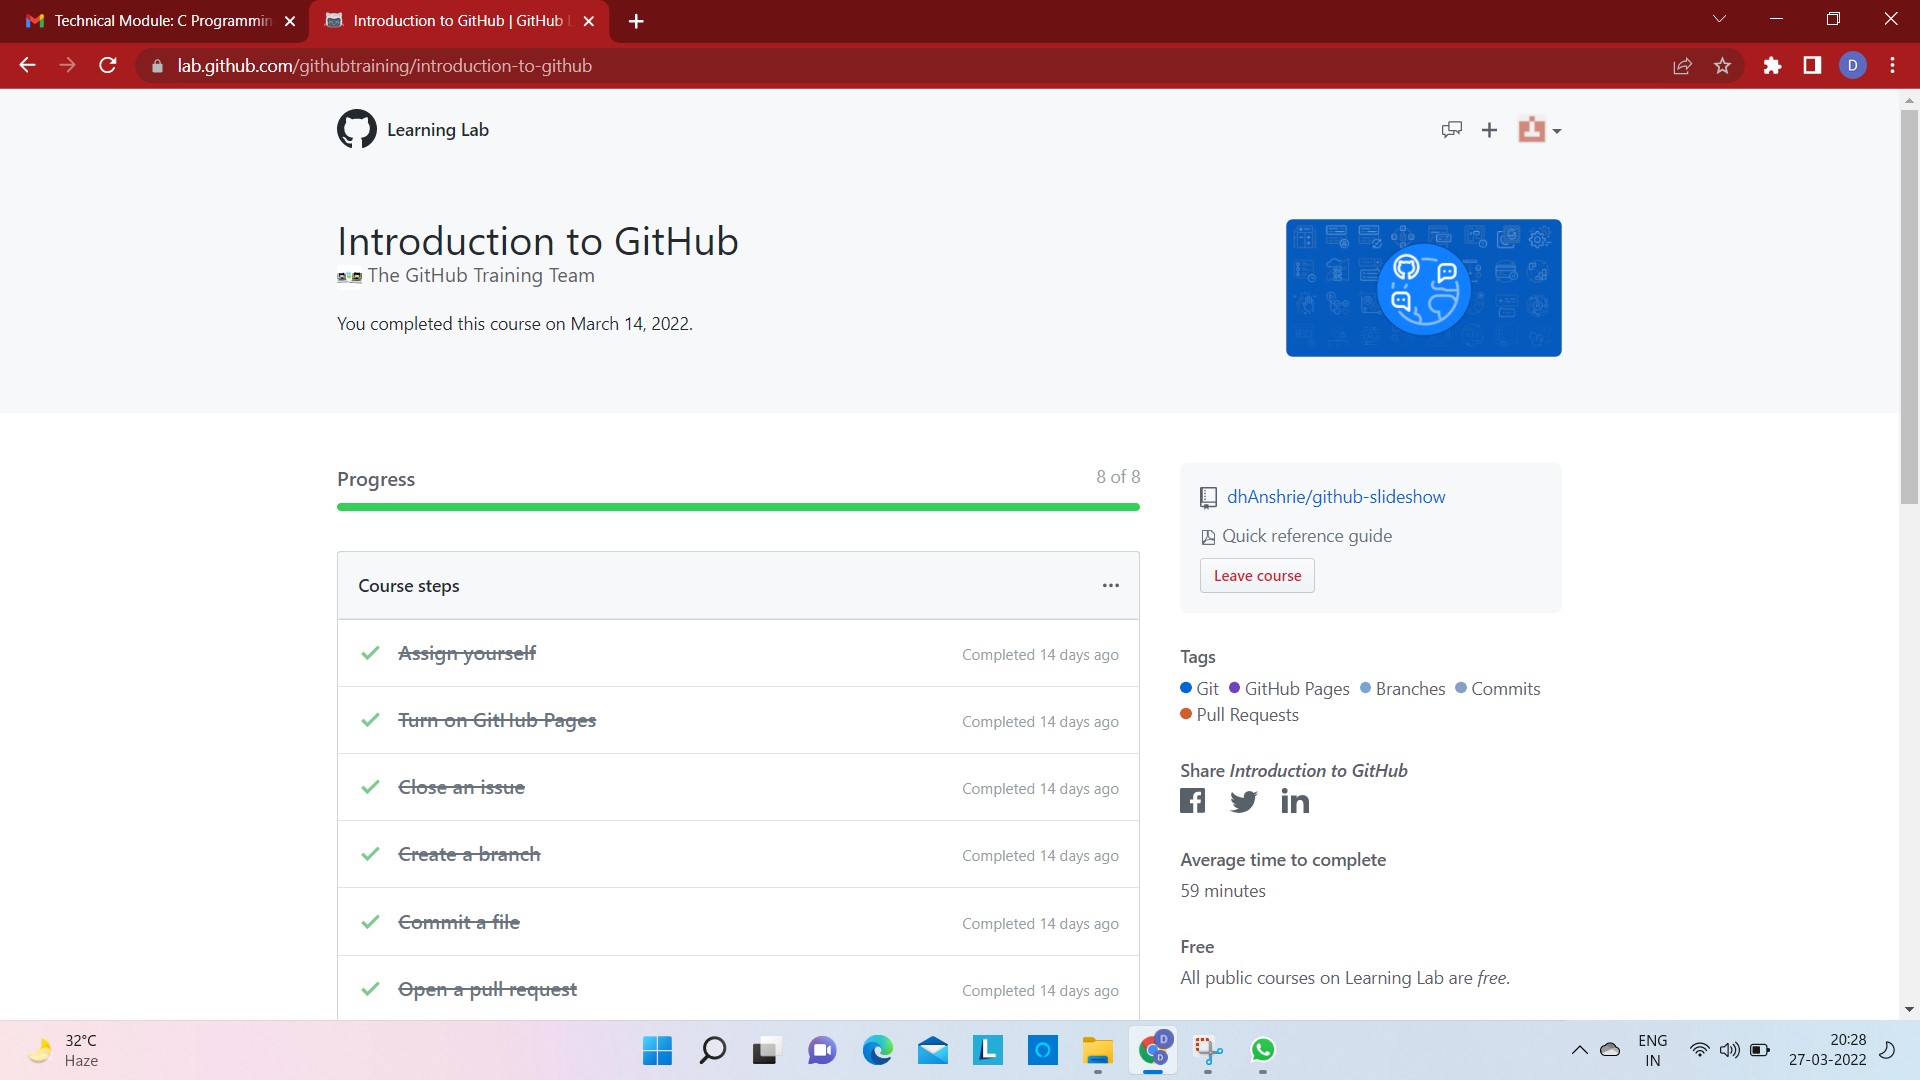 Technical Module: C Programmin
Introduction to GitHub | GitHub L
lab.github.com/githubtraining/introduction-to-github
D
Learning Lab
Introduction to GitHub
The GitHub Training Team
You completed this course on March 14, 2022.
Progress
8 of 8
Course steps
Assign yourself
Completed 14 days ago
Turn on GitHub Pages
Completed 14 days ago
Close an issue
Completed 14 days ago
Create a branch
Completed 14 days ago
Commit a file
Completed 14 days ago
Open a pull request
Completed 14 days ago
dhAnshrie/github-slideshow
Quick reference guide
Leave course
Tags
Git GitHub Pages Branches Commits
Pull Requests
Share Introduction to GitHub
Average time to complete
59 minutes
Free
All public courses on Learning Lab are free.
32°C
Haze
L
D
D
ENG
IN
20:28
27-03-2022